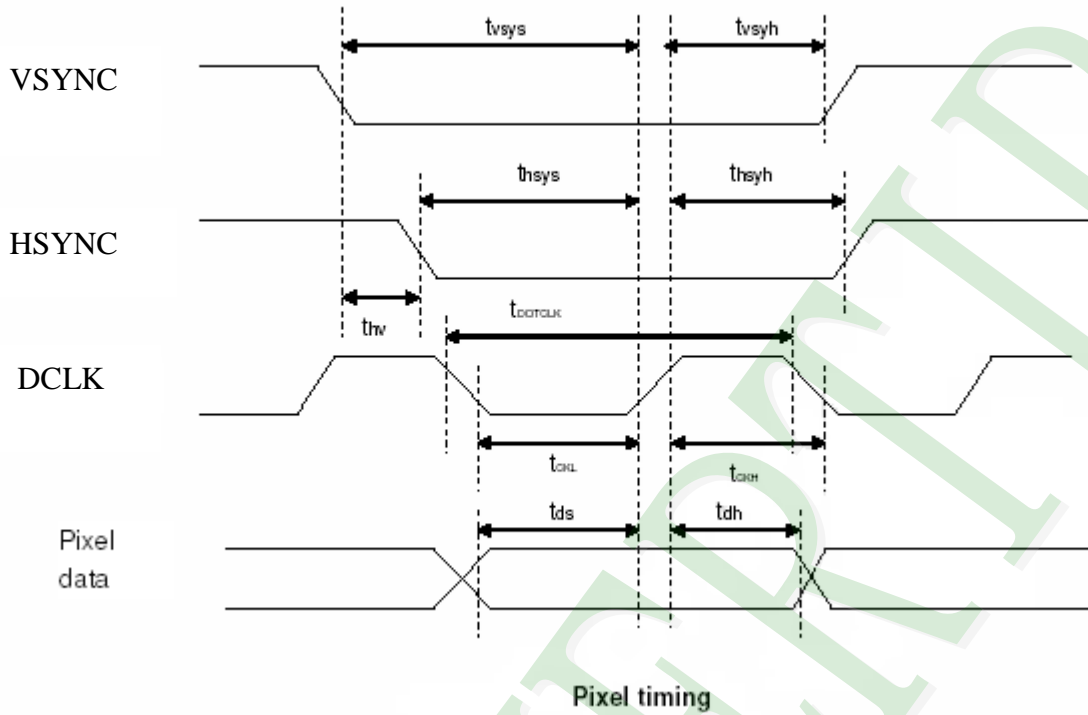 tvsys
tvsyh
VSYNC
thsys
thsyh
HSYNC
thv
tDOTCLK
DCLK
tCKL
tCKH
tds
tdh
Pixel
data
Pixel timing